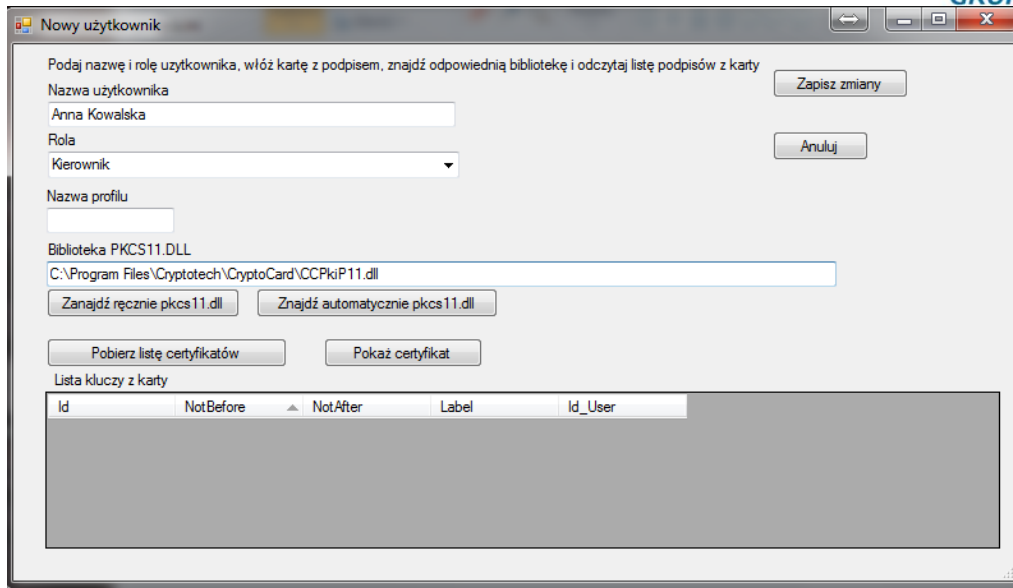 Nowy użytkownik
Podaj nazwę i rolę uzytkownika, włóż kartę z podpisem, znajdź odpowiednią bibliotekę i odczytaj listę podpisów z karty
Zapisz zmiany
Nazwa użytkownika
Anna Kowalska
Rola
Anuluj
Kierownik
Nazwa profilu
Biblioteka PKCS11.DLL
C:\Program Files\Cryptotech\CryptoCard\CCPkiP11.dll
Zanajdź ręcznie pkcs11.dll Znajdź automatycznie pkcs11.dll
Pobierz listę certyfikatów Pokaż certyfikat
Lista kluczy z karty
Id NotBefore NotAfter Label Id_User